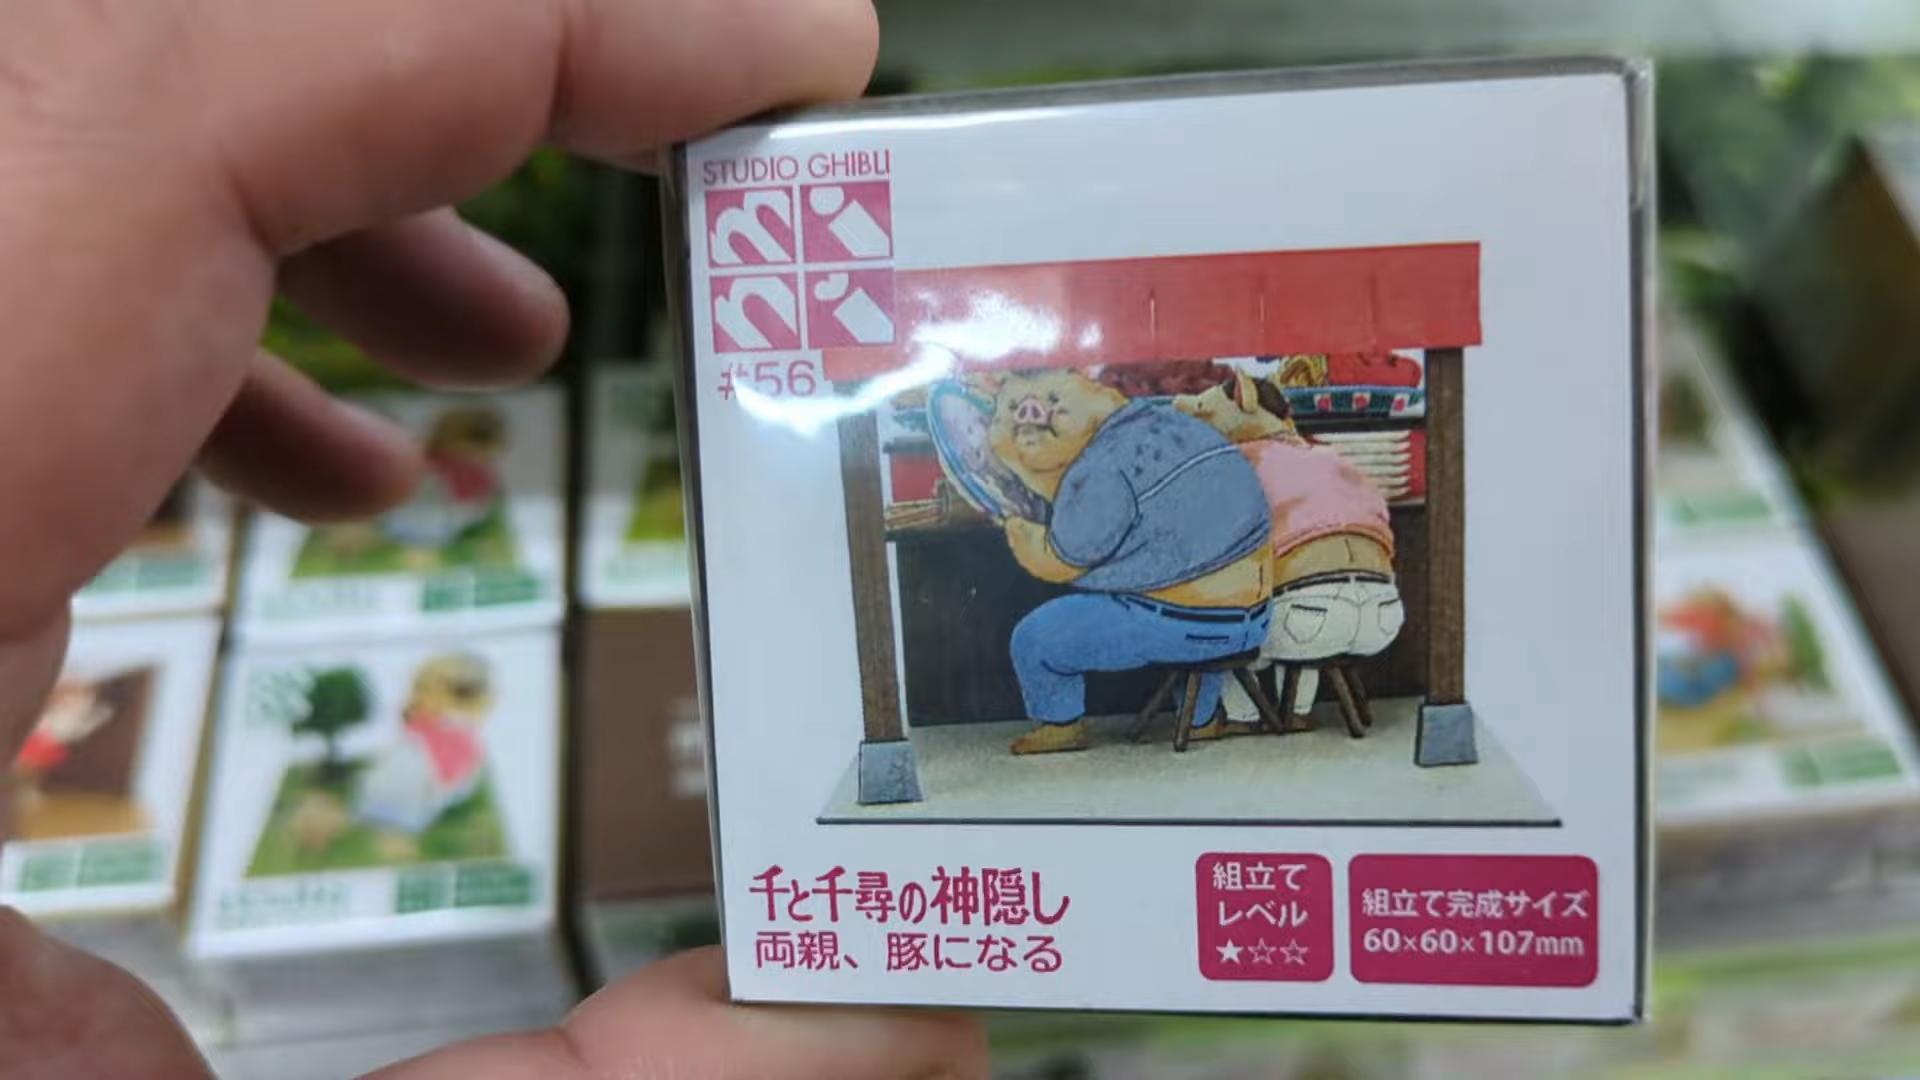 STUDIO GHIBLI
#56
千と千尋の神隠し
両親、豚になる
組立て
レベル
★☆☆
組立て完成サイズ
60×60×107mm